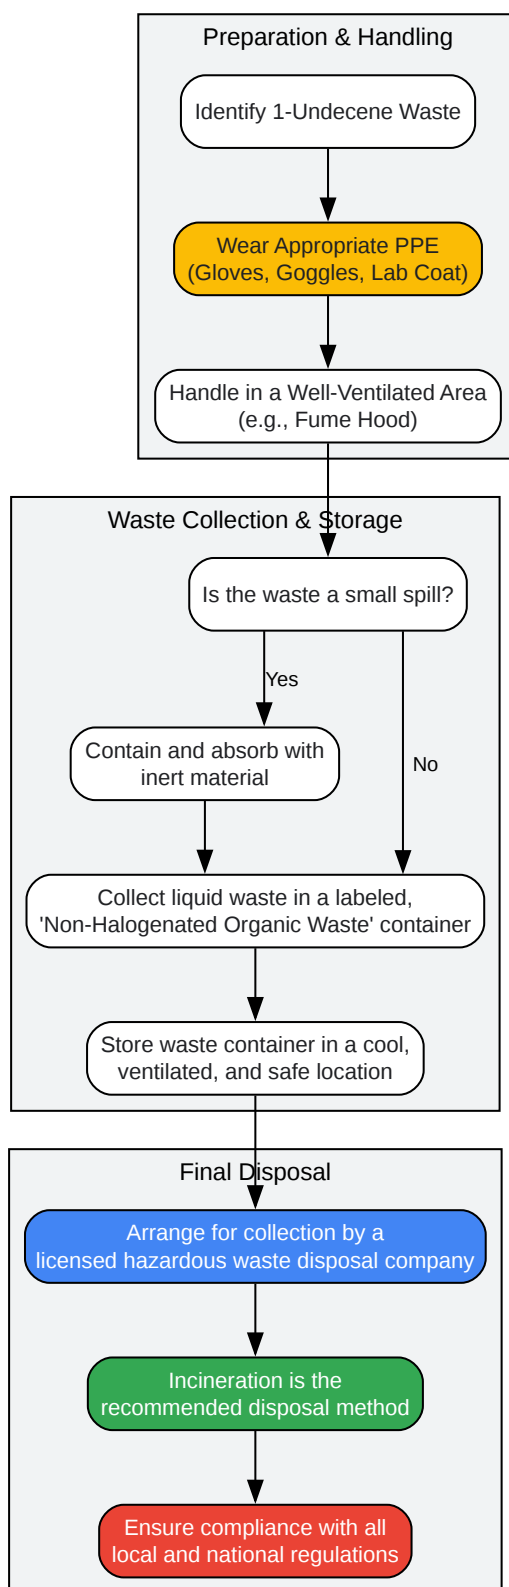 Preparation & Handling
Identify 1-Undecene Waste
Wear Appropriate PPE
(Gloves, Goggles, Lab Coat)
Handle in a Well-Ventilated Area
(e.g., Fume Hood)
Waste Collection & Storage
Is the waste a small spill?
Yes
Contain and absorb with
inert material
No
Collect liquid waste in a labeled,
'Non-Halogenated Organic Waste' container
Store waste container in a cool,
ventilated, and safe location
Final Disposal
Arrange for collection by a
licensed hazardous waste disposal company
Incineration is the
recommended disposal method
Ensure compliance with all
local and national regulations